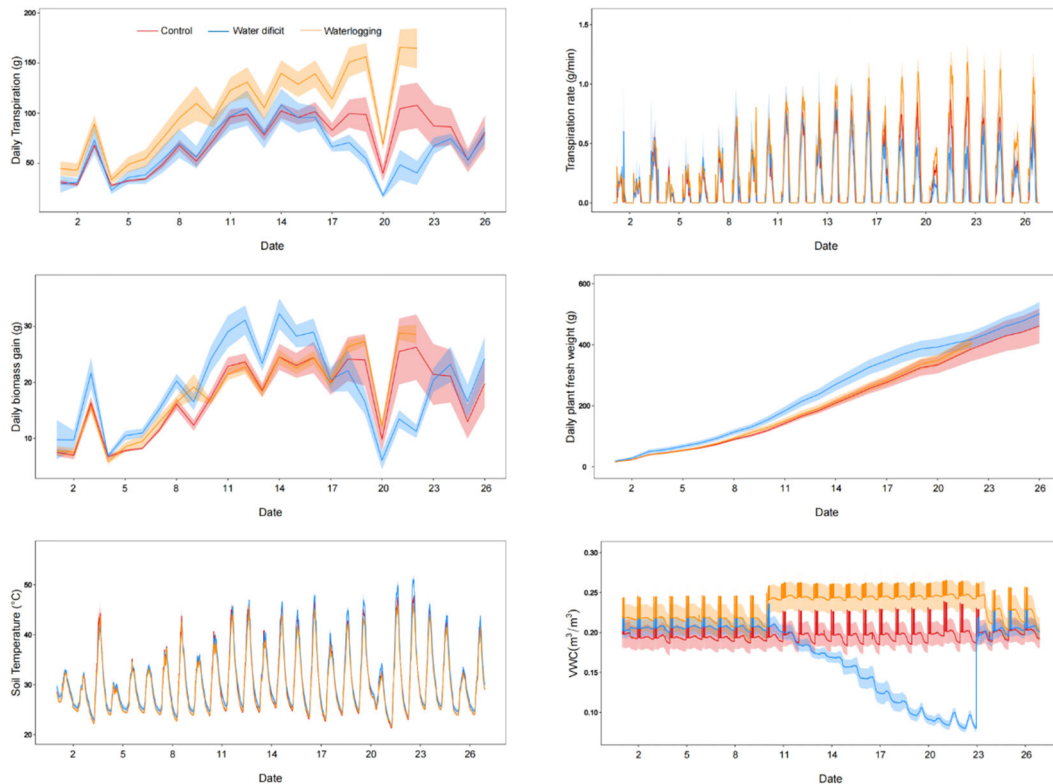 200
150
100
50
Daily Transpiration (g)
Control
Water dificit
Waterlogging
2 5 8 11 14 17 20 23 26
Date
1.5
1.0
0.5
0.0
Transpiration rate (g/min)
2 5 8 11 13 14 17 20 23 26
Date
30
20
10
Daily biomass gain (g)
2 5 8 11 14 17 20 23 26
Date
600
400
200
0
Daily plant fresh weight (g)
2 5 8 11 14 17 20 23 26
Date
50
40
30
20
Soil Temperature (°C)
2 5 8 11 14 17 20 23 26
Date
0.30
0.25
0.20
0.15
0.10
VWC(m³/m³)
2 5 8 11 14 17 20 23 26
Date